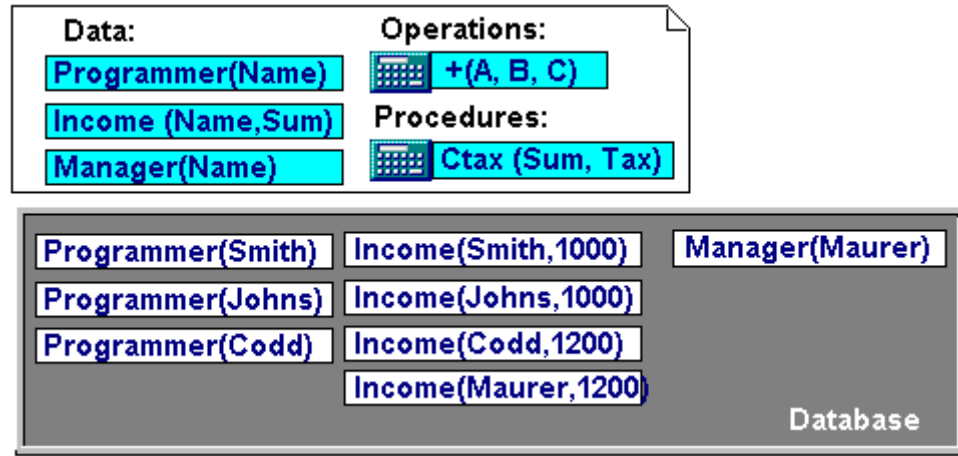 Data:
Programmer(Name)
Income (Name,Sum)
Manager(Name)
Operations:
+(A, B, C)
Procedures:
Ctax (Sum, Tax)
Programmer(Smith)
Programmer(Johns)
Programmer(Codd)
Income(Smith,1000)
Income(Johns,1000)
Income(Codd,1200)
Income(Maurer,1200)
Manager(Maurer)
Database